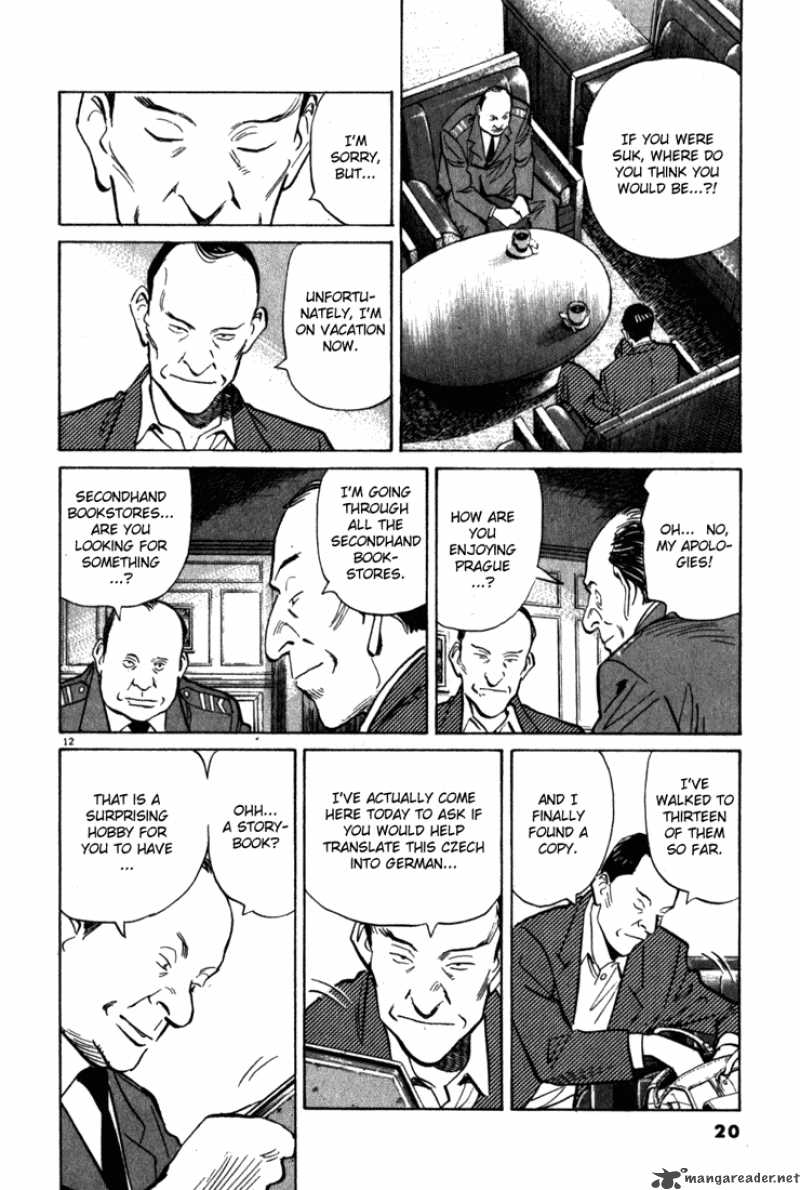 IF YOU WERE
SUK, WHERE DO
YOU THINK YOU
WOULD BE...?!
I'M
SORRY,
BUT...
UNFORTU-
NATELY, I'M
ON VACATION
NOW.
OH... NO,
MY APOLO-
GIES!
HOW ARE
YOU
ENJOYING
PRAGUE
...?
I'M GOING
THROUGH
ALL THE
SECONDHAND
BOOK-
STORES.
SECONDHAND
BOOKSTORES...
ARE YOU
LOOKING FOR
SOMETHING
...?
12
I'VE
WALKED TO
THIRTEEN
OF THEM
SO FAR.
AND I
FINALLY
FOUND A
COPY.
I'VE ACTUALLY COME
HERE TODAY TO ASK IF
YOU WOULD HELP
TRANSLATE THIS CZECH
INTO GERMAN...
OHH...
A STORY-
BOOK?
THAT IS A
SURPRISING
HOBBY FOR
YOU TO HAVE
...
20
mangareader.net